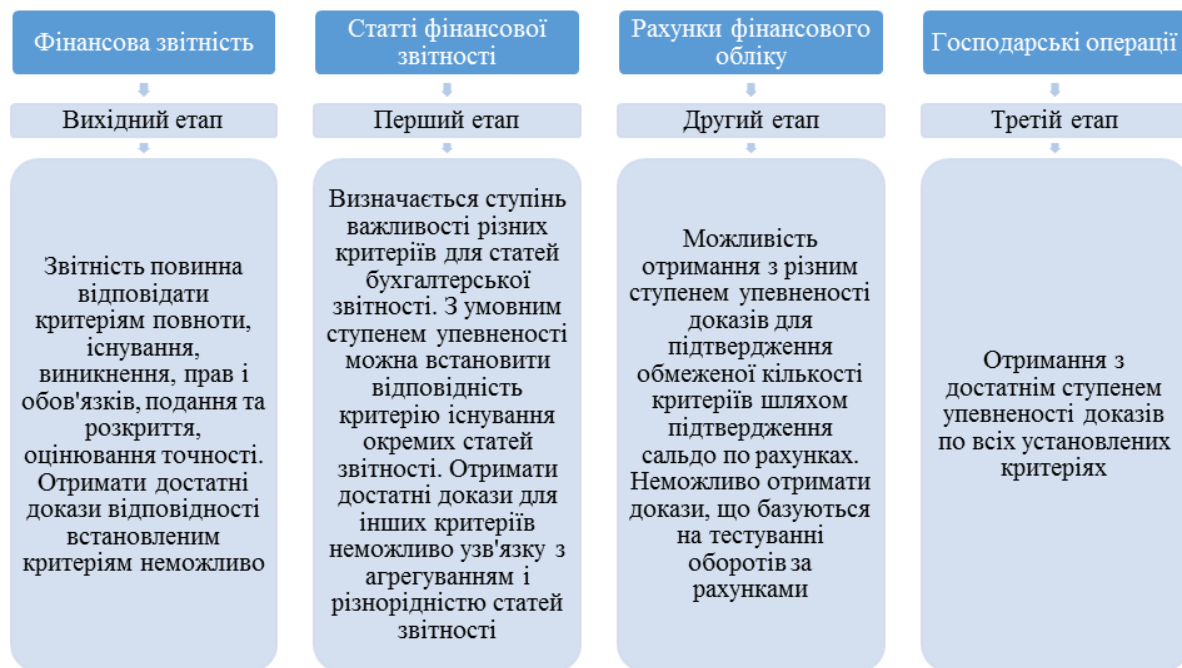 Фінансова звітність
Вихідний етап
Звітність повинна
відповідати
критеріям повноти,
існування,
виникнення, прав і
обов'язків, подання та
розкриття,
оцінювання точності.
Отримати достатні
докази відповідності
встановленим
критеріям неможливо
Статті фінансової
звітності
Перший етап
Визначається ступінь
важливості різних
критеріїв для статей
бухгалтерської
звітності. З умовним
ступенем упевненості
можна встановити
відповідність
критерію існування
окремих статей
звітності. Отримати
достатні докази для
інших критеріїв
неможливо узв'язку з
агрегуванням і
різнорідністю статей
звітності
Рахунки фінансового
обліку
Другий етап
Можливість
отримання з різним
ступенем упевненості
доказів для
підтвердження
обмеженої кількості
критеріїв шляхом
підтвердження
сальдо по рахунках.
Неможливо отримати
докази, що базуються
на тестуванні
оборотів за
рахунками
Господарські операції
Третій етап
Отримання з
достатнім ступенем
упевненості доказів
по всіх установлених
критеріях